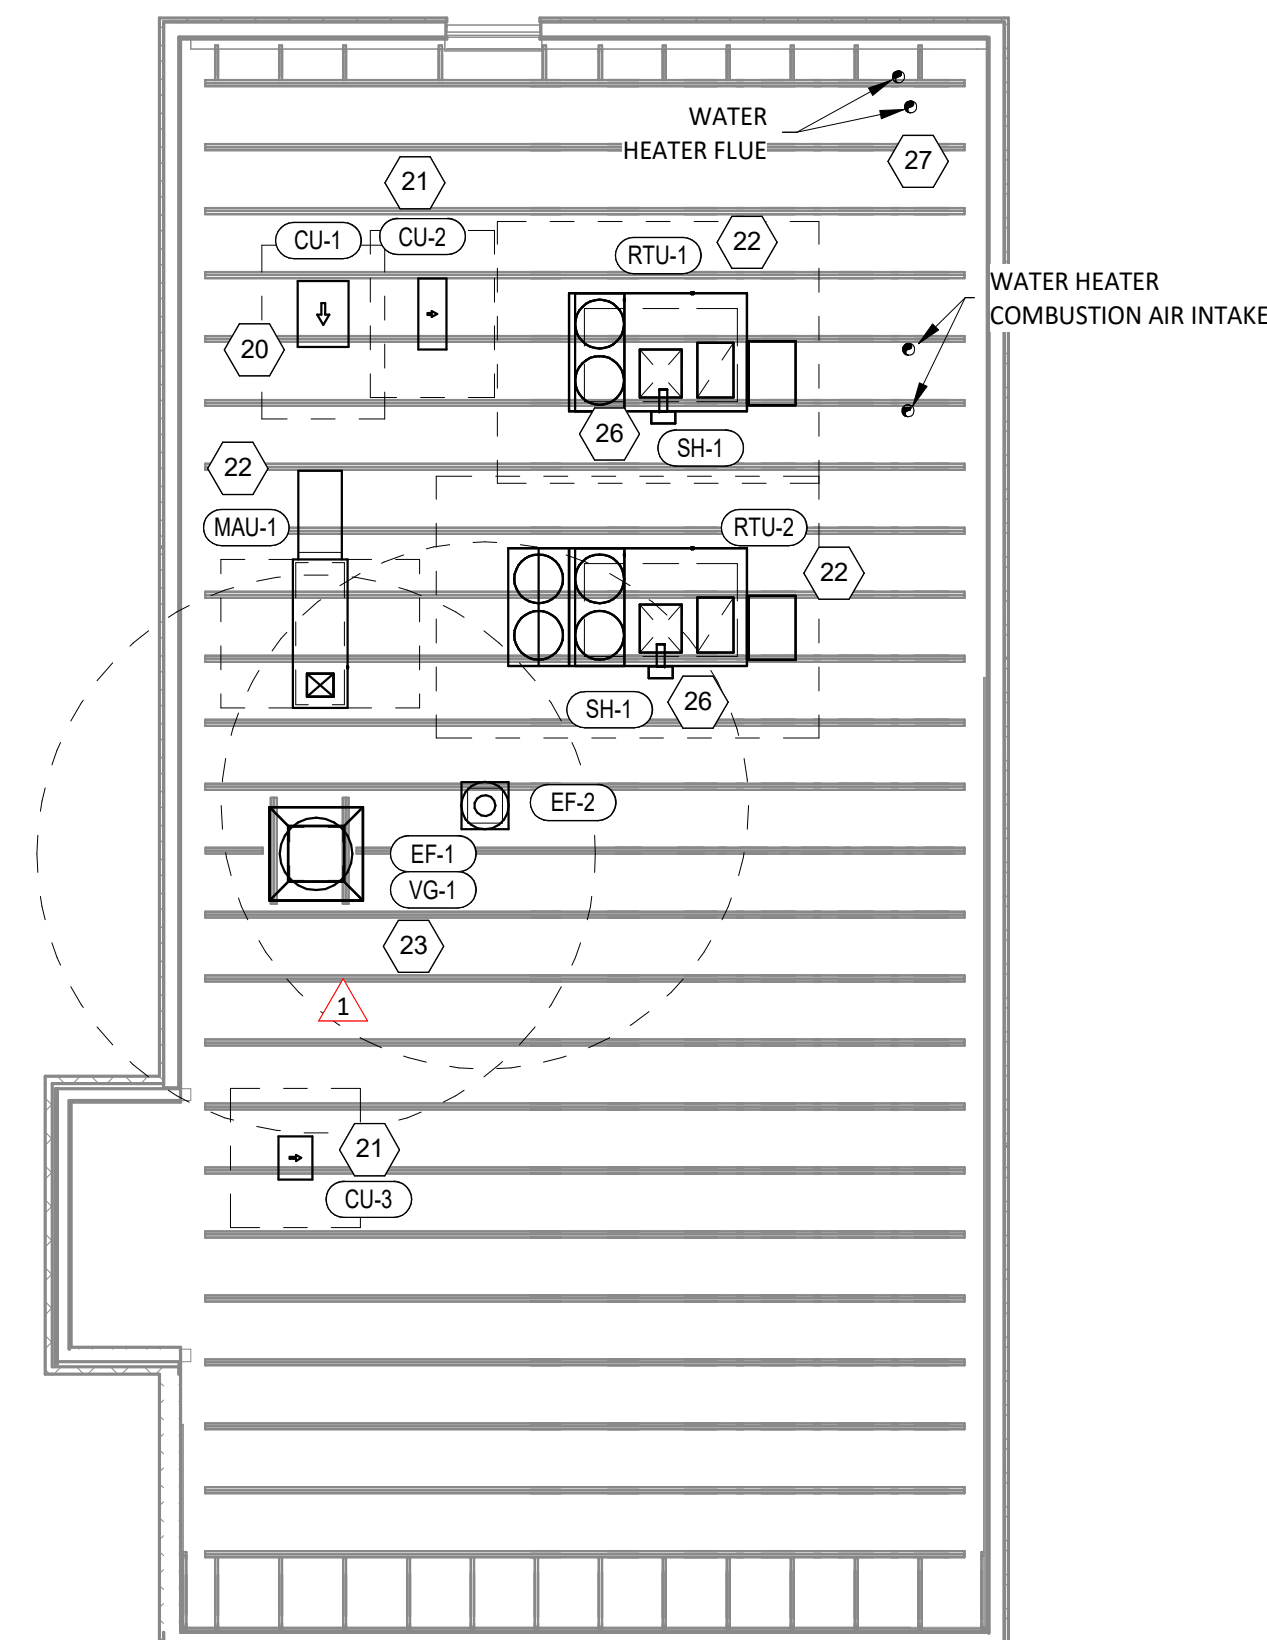 WATER
HEATER FLUE
27
21
CU-1
CU-2
RTU-1
22
WATER HEATER
COMBUSTION AIR INTAKE
20
26
SH-1
22
MAU-1
RTU-2
22
SH-1
26
EF-2
EF-1
VG-1
23
1
21
CU-3